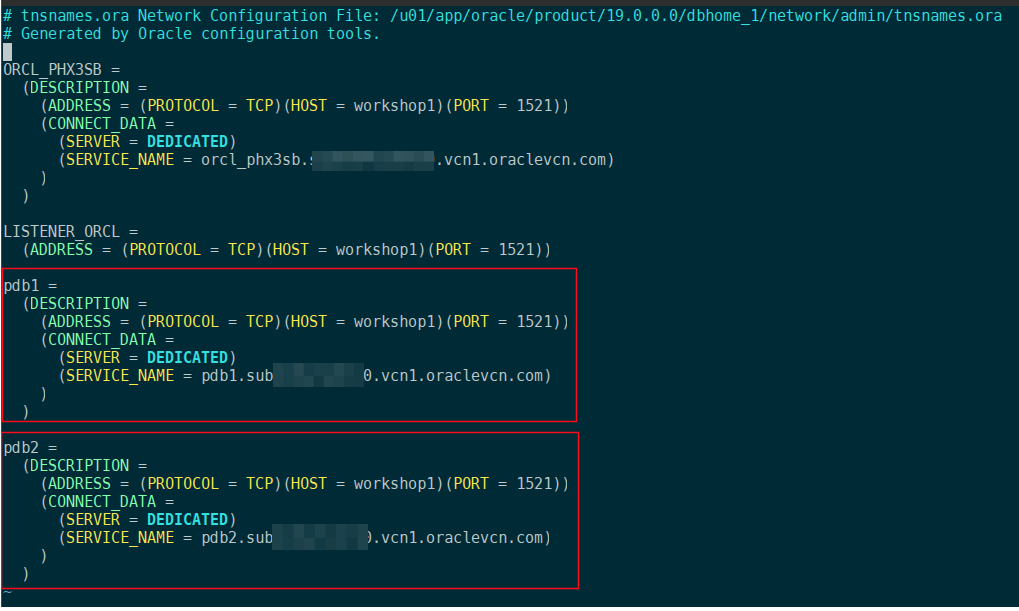 # tnsnames.ora Network Configuration File: /u01/app/oracle/product/19.0.0.0/dbhome_1/network/admin/tnsnames.ora
# Generated by Oracle configuration tools.
ORCL_PHX3SB =
(DESCRIPTION =
(ADDRESS = (PROTOCOL = TCP)(HOST = workshop1)(PORT = 1521))
(CONNECT_DATA =
(SERVER = DEDICATED)
(SERVICE_NAME = orcl_phx3sb. .vcn1.oraclevcn.com)
)
)
LISTENER_ORCL =
(ADDRESS = (PROTOCOL = TCP)(HOST = workshop1)(PORT = 1521))
pdb1 =
(DESCRIPTION =
(ADDRESS = (PROTOCOL = TCP)(HOST = workshop1)(PORT = 1521))
(CONNECT_DATA =
(SERVER = DEDICATED)
(SERVICE_NAME = pdb1.sub 0.vcn1.oraclevcn.com)
)
)
pdb2 =
(DESCRIPTION =
(ADDRESS = (PROTOCOL = TCP)(HOST = workshop1)(PORT = 1521))
(CONNECT_DATA =
(SERVER = DEDICATED)
(SERVICE_NAME = pdb2.sub 0.vcn1.oraclevcn.com)
)
)
~